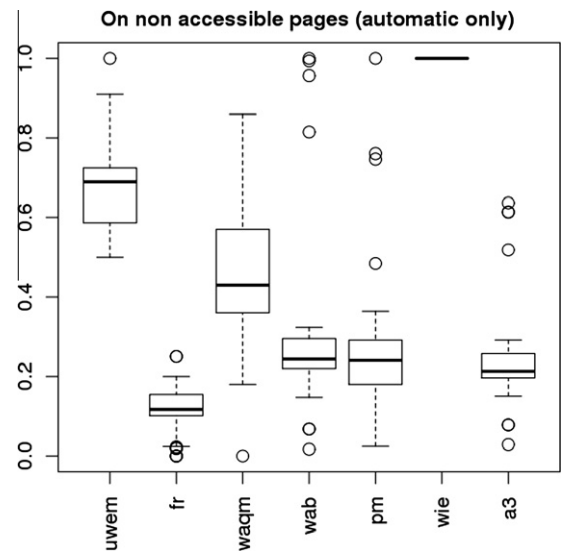 On non accessible pages (automatic only)
1.0
0.8
0.6
0.4
0.2
0.0
uwem
fr
waqm
wab
pm
wie
a3